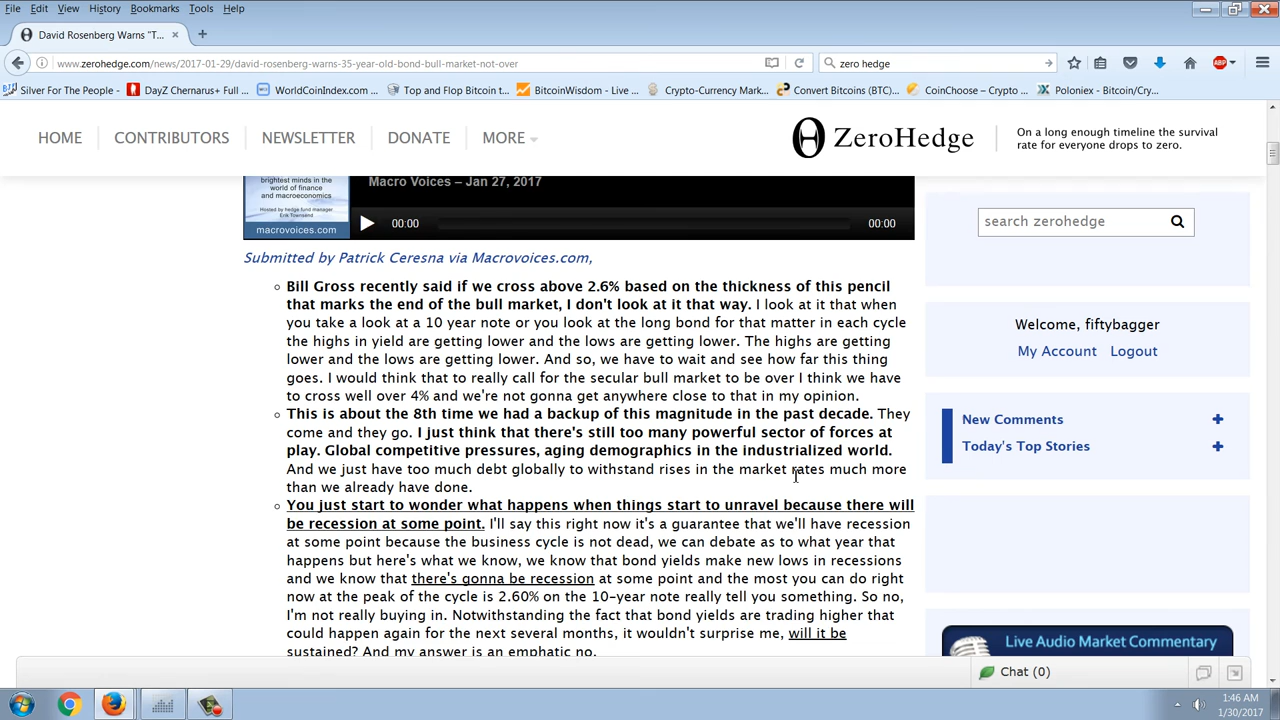 File Edit View History Bookmarks Tools Help
David Rosenberg Warns "T...
www.zerohedge.com/news/2017-01-29/david-rosenberg-warns-35-year-old-bond-bull-market-not-over
zero hedge
Silver For The People - DayZ Chernarus+ Full ... WorldCoinIndex.com ... Top and Flop Bitcoin t... BitcoinWisdom - Live ... Crypto-Currency Mark... Convert Bitcoins (BTC)... CoinChoose – Crypto ... Poloniex - Bitcoin/Cry...
ABP
HOME CONTRIBUTORS NEWSLETTER DONATE MORE
ZeroHedge
On a long enough timeline the survival
rate for everyone drops to zero.
brightest minds in the
world of finance
and macroeconomics
Hosted by hedge fund manager
Erik Townsend
macrovoices.com
Macro Voices – Jan 27, 2017
00:00 00:00
Submitted by Patrick Ceresna via Macrovoices.com,
Bill Gross recently said if we cross above 2.6% based on the thickness of this pencil
that marks the end of the bull market, I don't look at it that way. I look at it that when
you take a look at a 10 year note or you look at the long bond for that matter in each cycle
the highs in yield are getting lower and the lows are getting lower. The highs are getting
lower and the lows are getting lower. And so, we have to wait and see how far this thing
goes. I would think that to really call for the secular bull market to be over I think we have
to cross well over 4% and we're not gonna get anywhere close to that in my opinion.
This is about the 8th time we had a backup of this magnitude in the past decade. They
come and they go. I just think that there's still too many powerful sector of forces at
play. Global competitive pressures, aging demographics in the industrialized world.
And we just have too much debt globally to withstand rises in the market rates much more
than we already have done.
You just start to wonder what happens when things start to unravel because there will
be recession at some point. I'll say this right now it's a guarantee that we'll have recession
at some point because the business cycle is not dead, we can debate as to what year that
happens but here's what we know, we know that bond yields make new lows in recessions
and we know that there's gonna be recession at some point and the most you can do right
now at the peak of the cycle is 2.60% on the 10-year note really tell you something. So no,
I'm not really buying in. Notwithstanding the fact that bond yields are trading higher that
could happen again for the next several months, it wouldn't surprise me, will it be
sustained? And my answer is an emphatic no.
search zerohedge
Welcome, fiftybagger
My Account Logout
New Comments +
Today's Top Stories +
Live Audio Market Commentary
Chat (0)
1:46 AM
1/30/2017